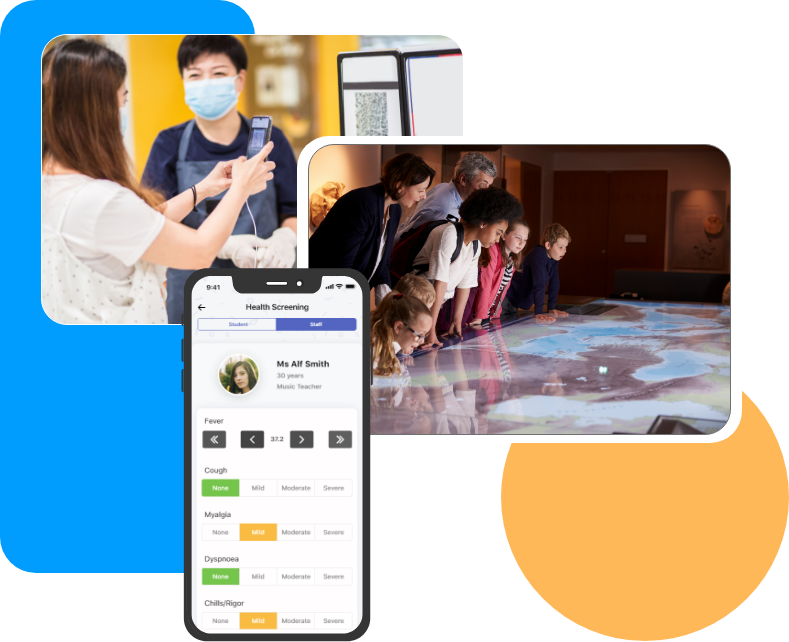 9:41
Health Screening
Student Staff
Ms Alf Smith
30 years
Music Teacher
Fever
37.2
Cough
None Mild Moderate Severe
Myalgia
None Mild Moderate Severe
Dyspnoea
None Mild Moderate Severe
Chills/Rigor
None Mild Moderate Severe